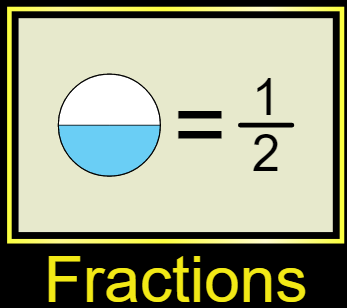 = 1/2
Fractions